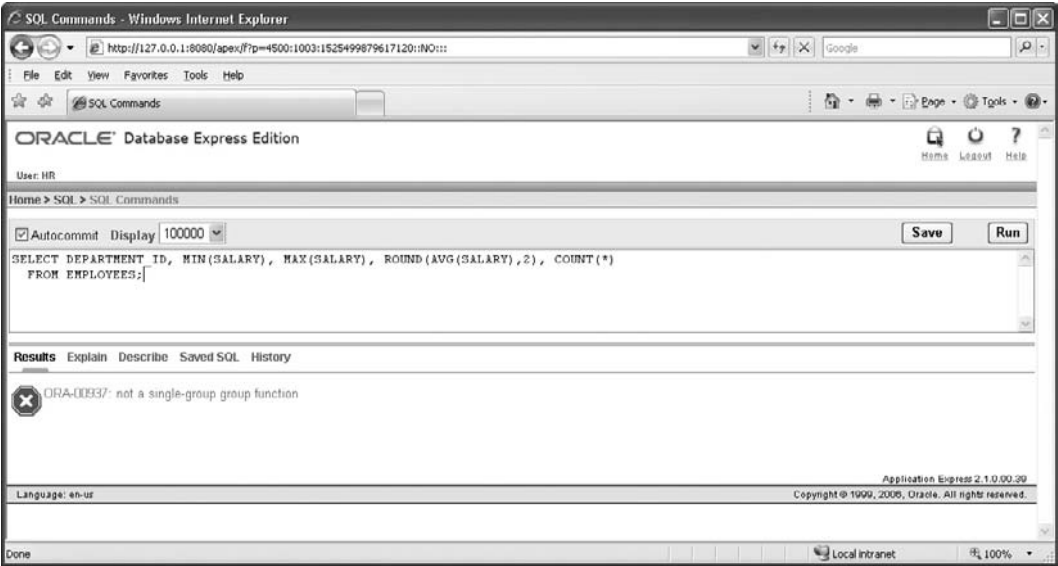 SQL Commands - Windows Internet Explorer
http://127.0.0.1:8080/apex/f?p=4500:1003:1525499879617120::NO:::
Google
File Edit View Favorites Tools Help
SQL Commands
Page Tools
ORACLE Database Express Edition
Home Logout Help
User: HR
Home > SQL > SQL Commands
Autocommit Display 100000 Save Run
SELECT DEPARTMENT_ID, MIN(SALARY), MAX(SALARY), ROUND(AVG(SALARY),2), COUNT(*)
FROM EMPLOYEES;
Results Explain Describe Saved SQL History
ORA-00937: not a single-group group function
Application Express 2.1.0.00.39
Language: en-us Copyright © 1999, 2006, Oracle. All rights reserved.
Done Local intranet 100%